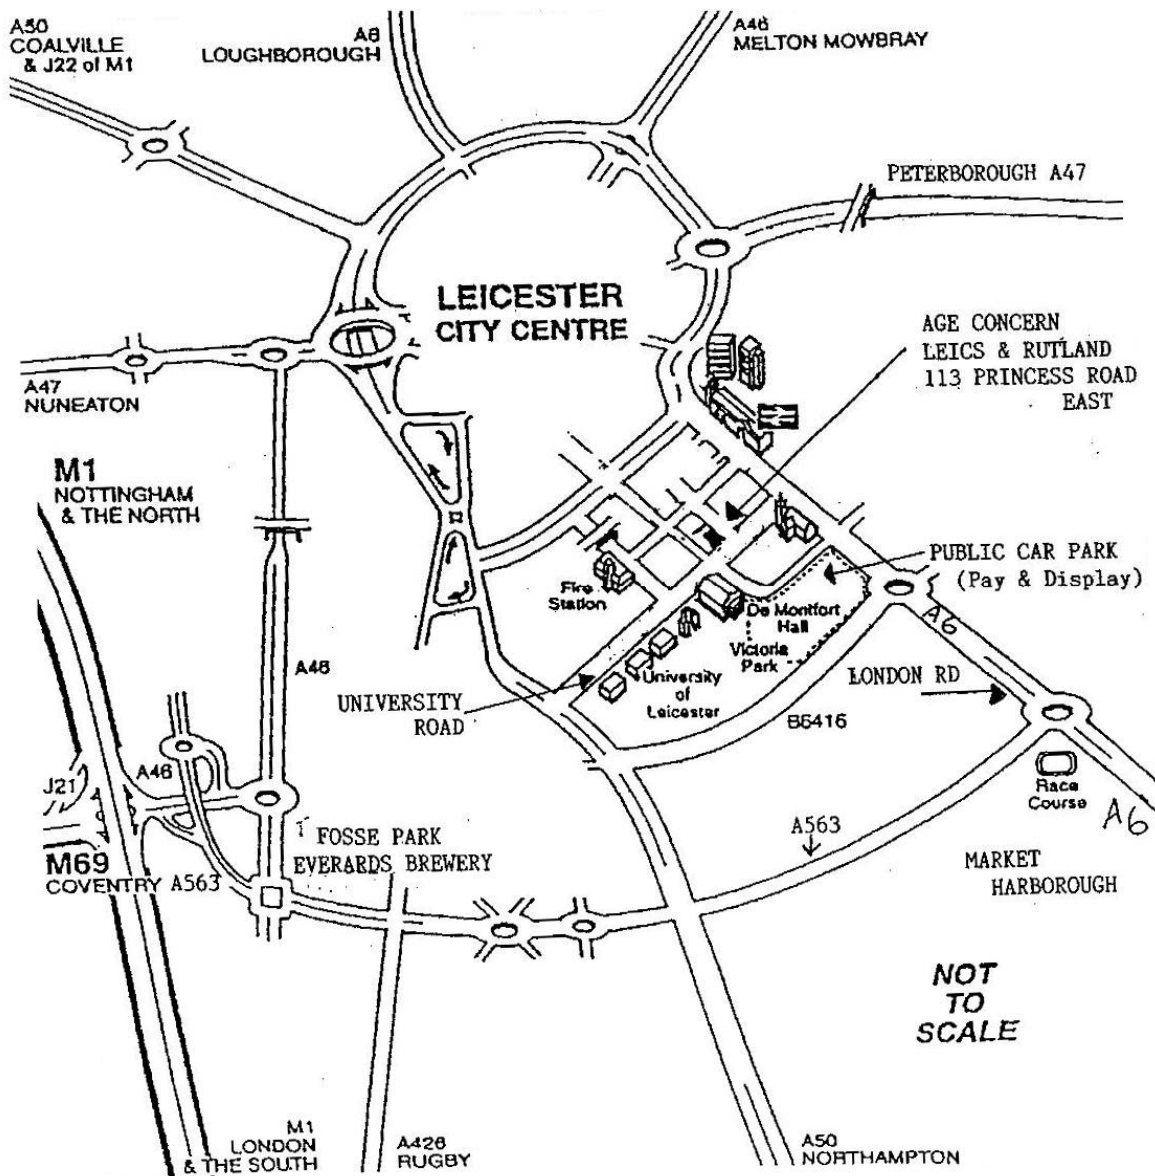 A50
COALVILLE
& J22 of M1
A6
LOUGHBOROUGH
A46
MELTON MOWBRAY
PETERBOROUGH A47
LEICESTER
CITY CENTRE
AGE CONCERN
LEICS & RUTLAND
113 PRINCESS ROAD
EAST
A47
NUNEATON
M1
NOTTINGHAM
& THE NORTH
PUBLIC CAR PARK
(Pay & Display)
Fire
Station
De Montfort
Hall
Victoria
Park
A6
A46
University
of
Leicester
UNIVERSITY
ROAD
LONDON RD
B6416
J21
A46
Race
Course
A6
A563
FOSSE PARK
EVERARDS BREWERY
M69
COVENTRY
A563
MARKET
HARBOROUGH
NOT
TO
SCALE
M1
LONDON
& THE SOUTH
A426
RUGBY
A50
NORTHAMPTON